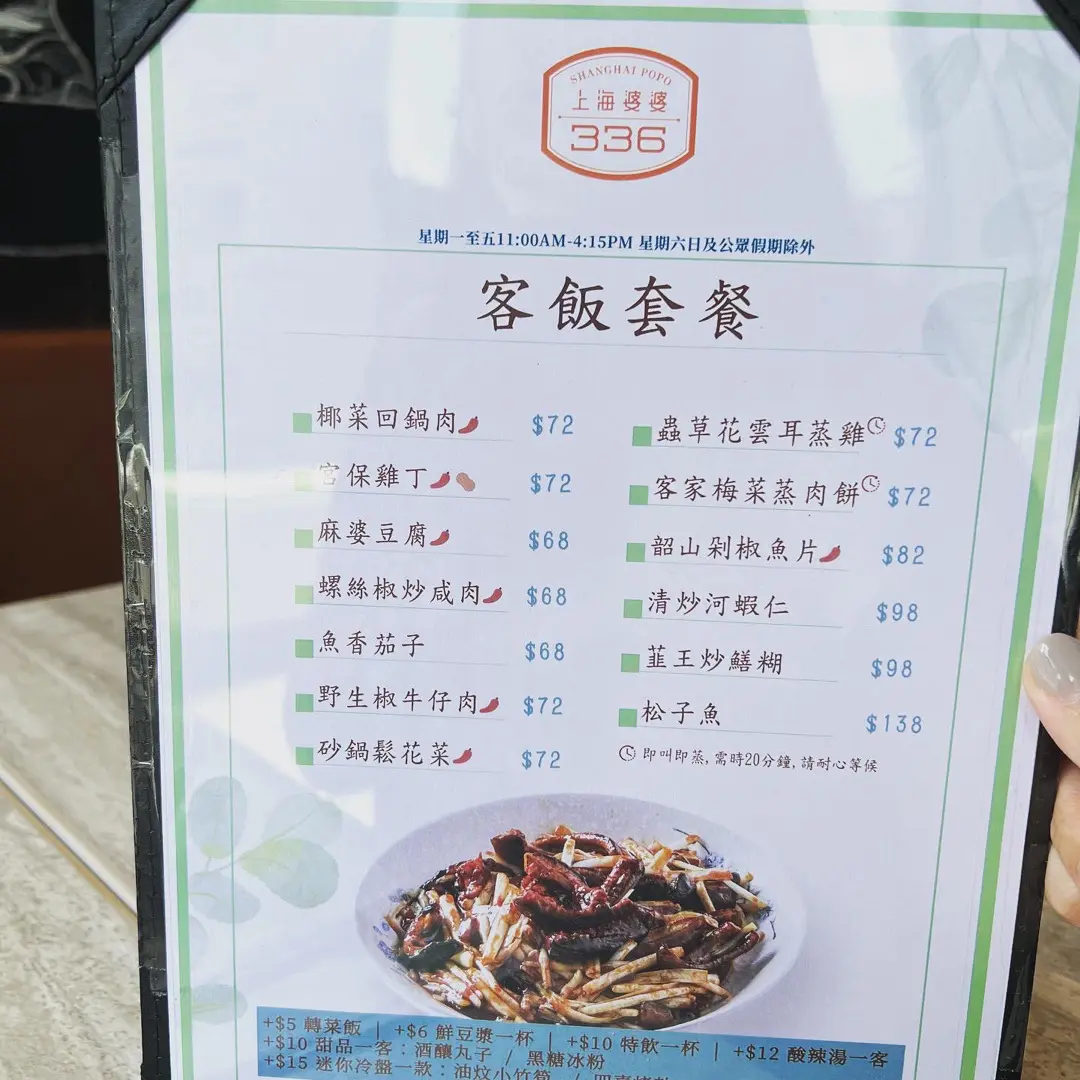 SHANGHAI POPO
上海婆婆
336
星期一至五11:00AM-4:15PM 星期六日及公眾假期除外
客飯套餐
椰菜回鍋肉 $72
宮保雞丁 $72
麻婆豆腐 $68
螺絲椒炒咸肉 $68
魚香茄子 $68
野生椒牛仔肉 $72
砂鍋鬆花菜 $72
蟲草花雲耳蒸雞 $72
客家梅菜蒸肉餅 $72
韶山剁椒魚片 $82
清炒河蝦仁 $98
韮王炒鱔糊 $98
松子魚 $138
即叫即蒸,需時20分鐘,請耐心等候
+$5 轉菜飯 | +$6 鮮豆漿一杯 | +$10 特飲一杯 | +$12 酸辣湯一客
+$10 甜品一客：酒釀丸子 / 黑糖冰粉
+$15 迷你冷盤一款：油炆小竹筍 /